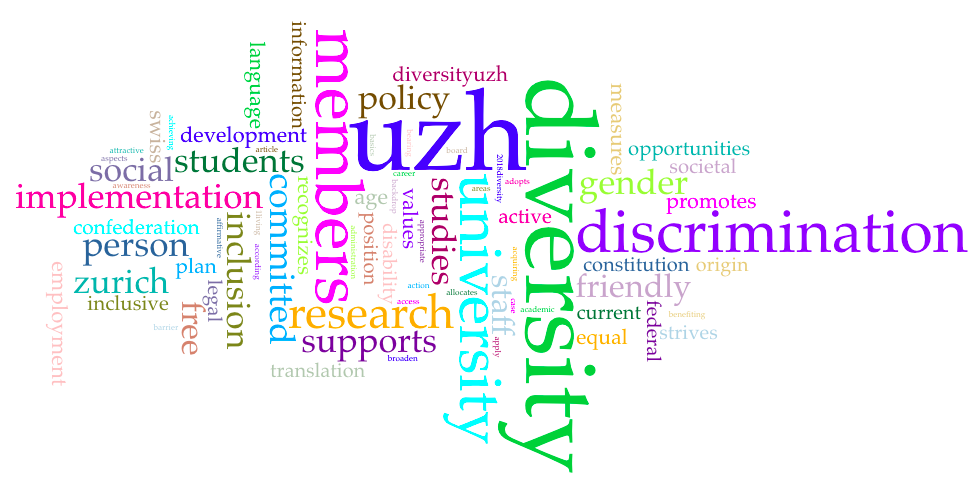 diversity
uzh
members
discrimination
university
research
implementation
supports
students
committed
inclusion
person
social
policy
gender
friendly
studies
staff
zurich
free
values
active
development
diversityuzh
information
language
swiss
achieving
attractive
aspects
article
awareness
confederation
plan
affirmative
living
according
inclusive
legal
employment
barrier
translation
recognizes
administration
age
position
disability
basics
bearing
board
career
backdrop
appropriate
action
access
broaden
allocates
areas
2018diversity
adopts
acquiring
case
academic
apply
measures
opportunities
societal
promotes
constitution
origin
current
equal
federal
strives
benefiting